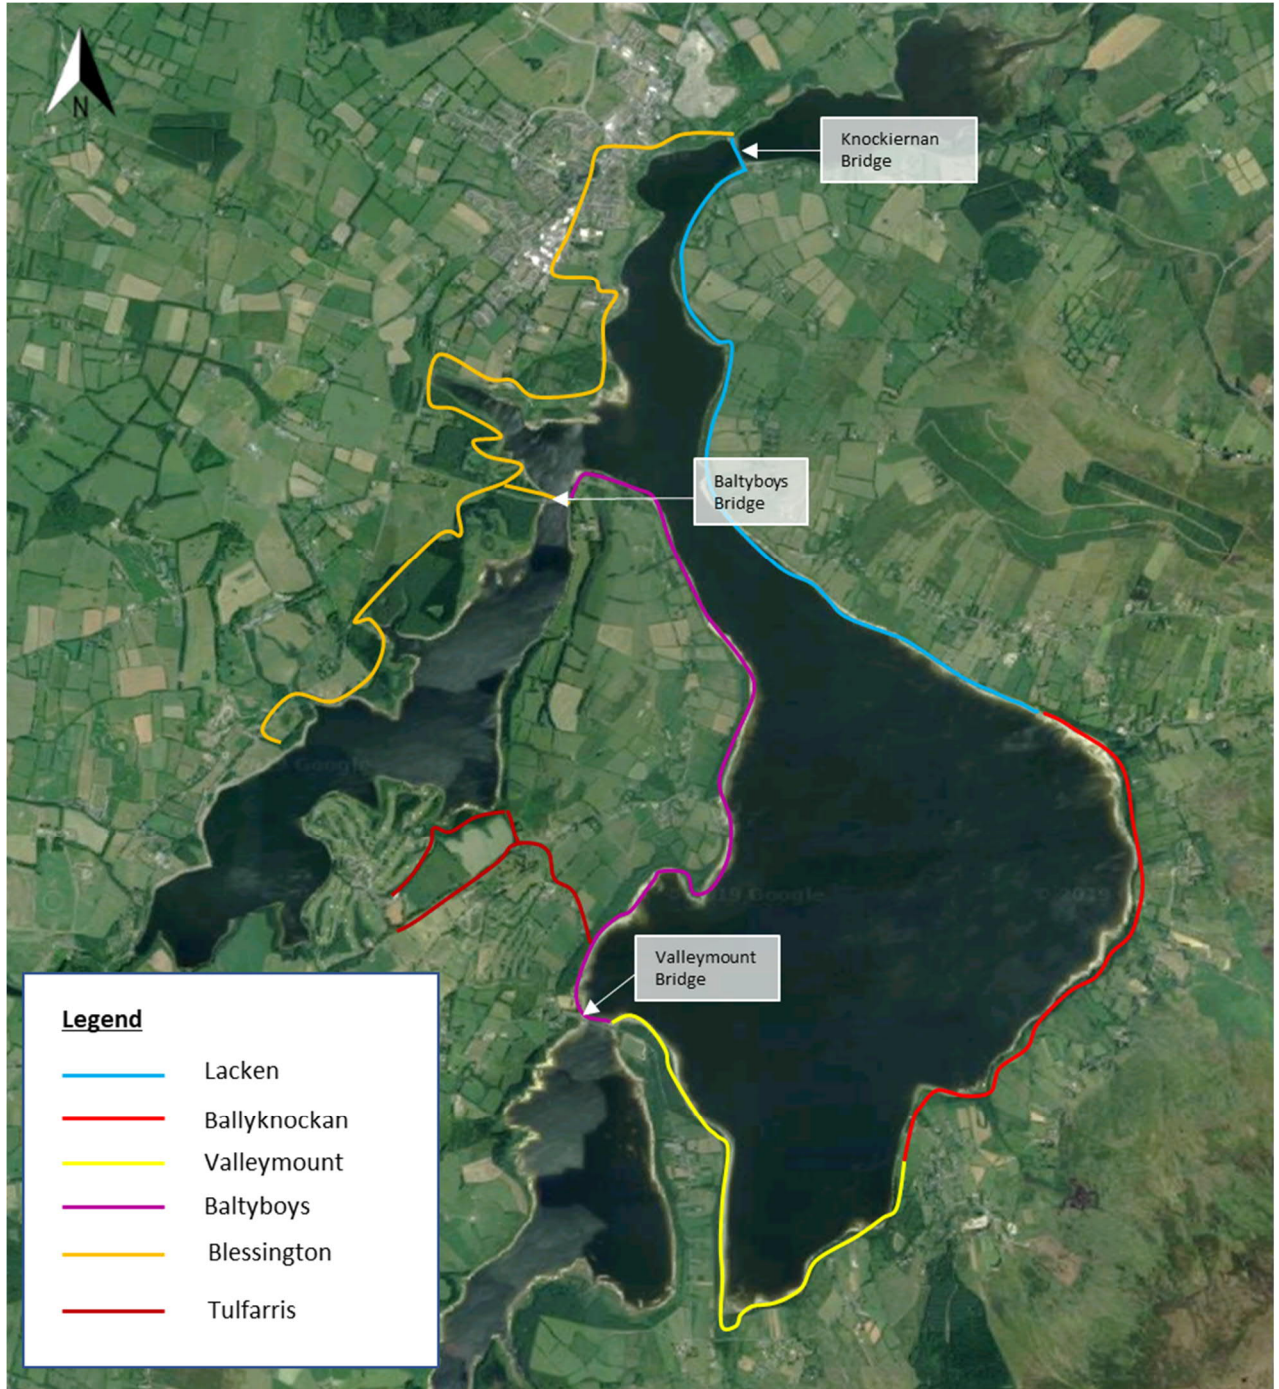 N
Knockiernan
Bridge
Baltyboys
Bridge
Valleymount
Bridge
Legend
Lacken
Ballyknockan
Valleymount
Baltyboys
Blessington
Tulfarris